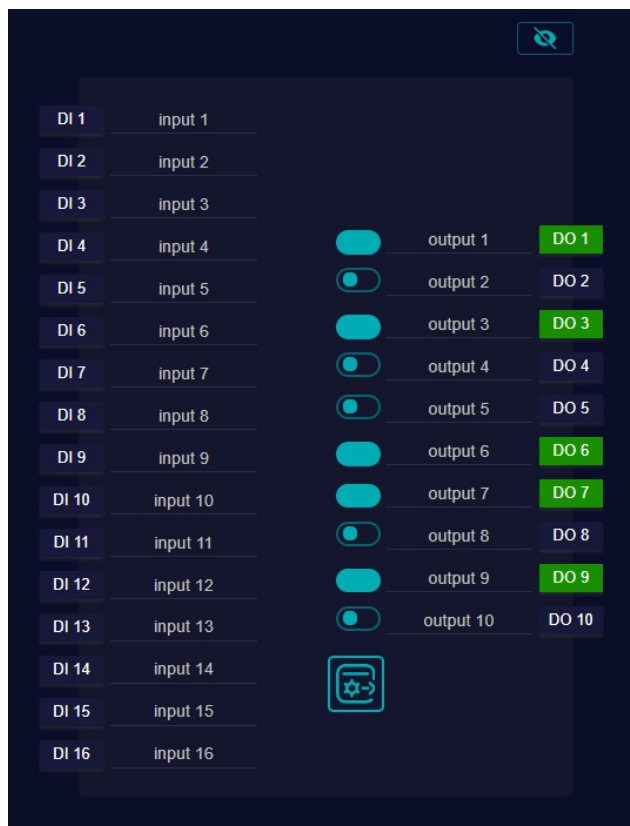 DI 1 input 1
DI 2 input 2
DI 3 input 3
DI 4 input 4
DI 5 input 5
DI 6 input 6
DI 7 input 7
DI 8 input 8
DI 9 input 9
DI 10 input 10
DI 11 input 11
DI 12 input 12
DI 13 input 13
DI 14 input 14
DI 15 input 15
DI 16 input 16
output 1 DO 1
output 2 DO 2
output 3 DO 3
output 4 DO 4
output 5 DO 5
output 6 DO 6
output 7 DO 7
output 8 DO 8
output 9 DO 9
output 10 DO 10